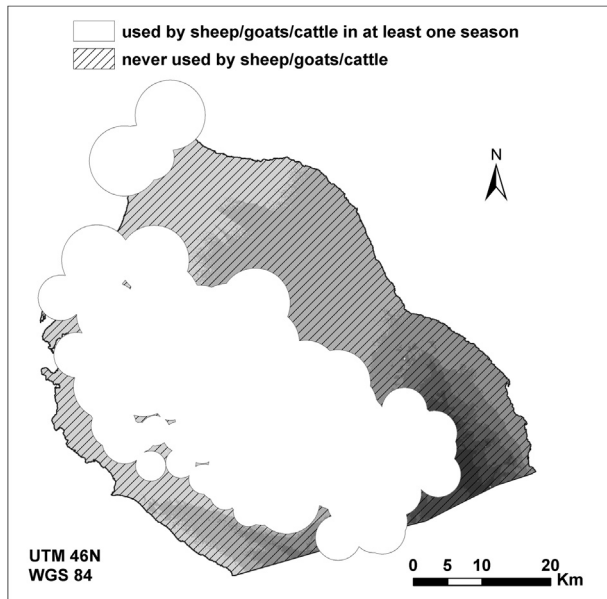 used by sheep/goats/cattle in at least one season
never used by sheep/goats/cattle
N
UTM 46N
WGS 84
0 5 10 20
Km